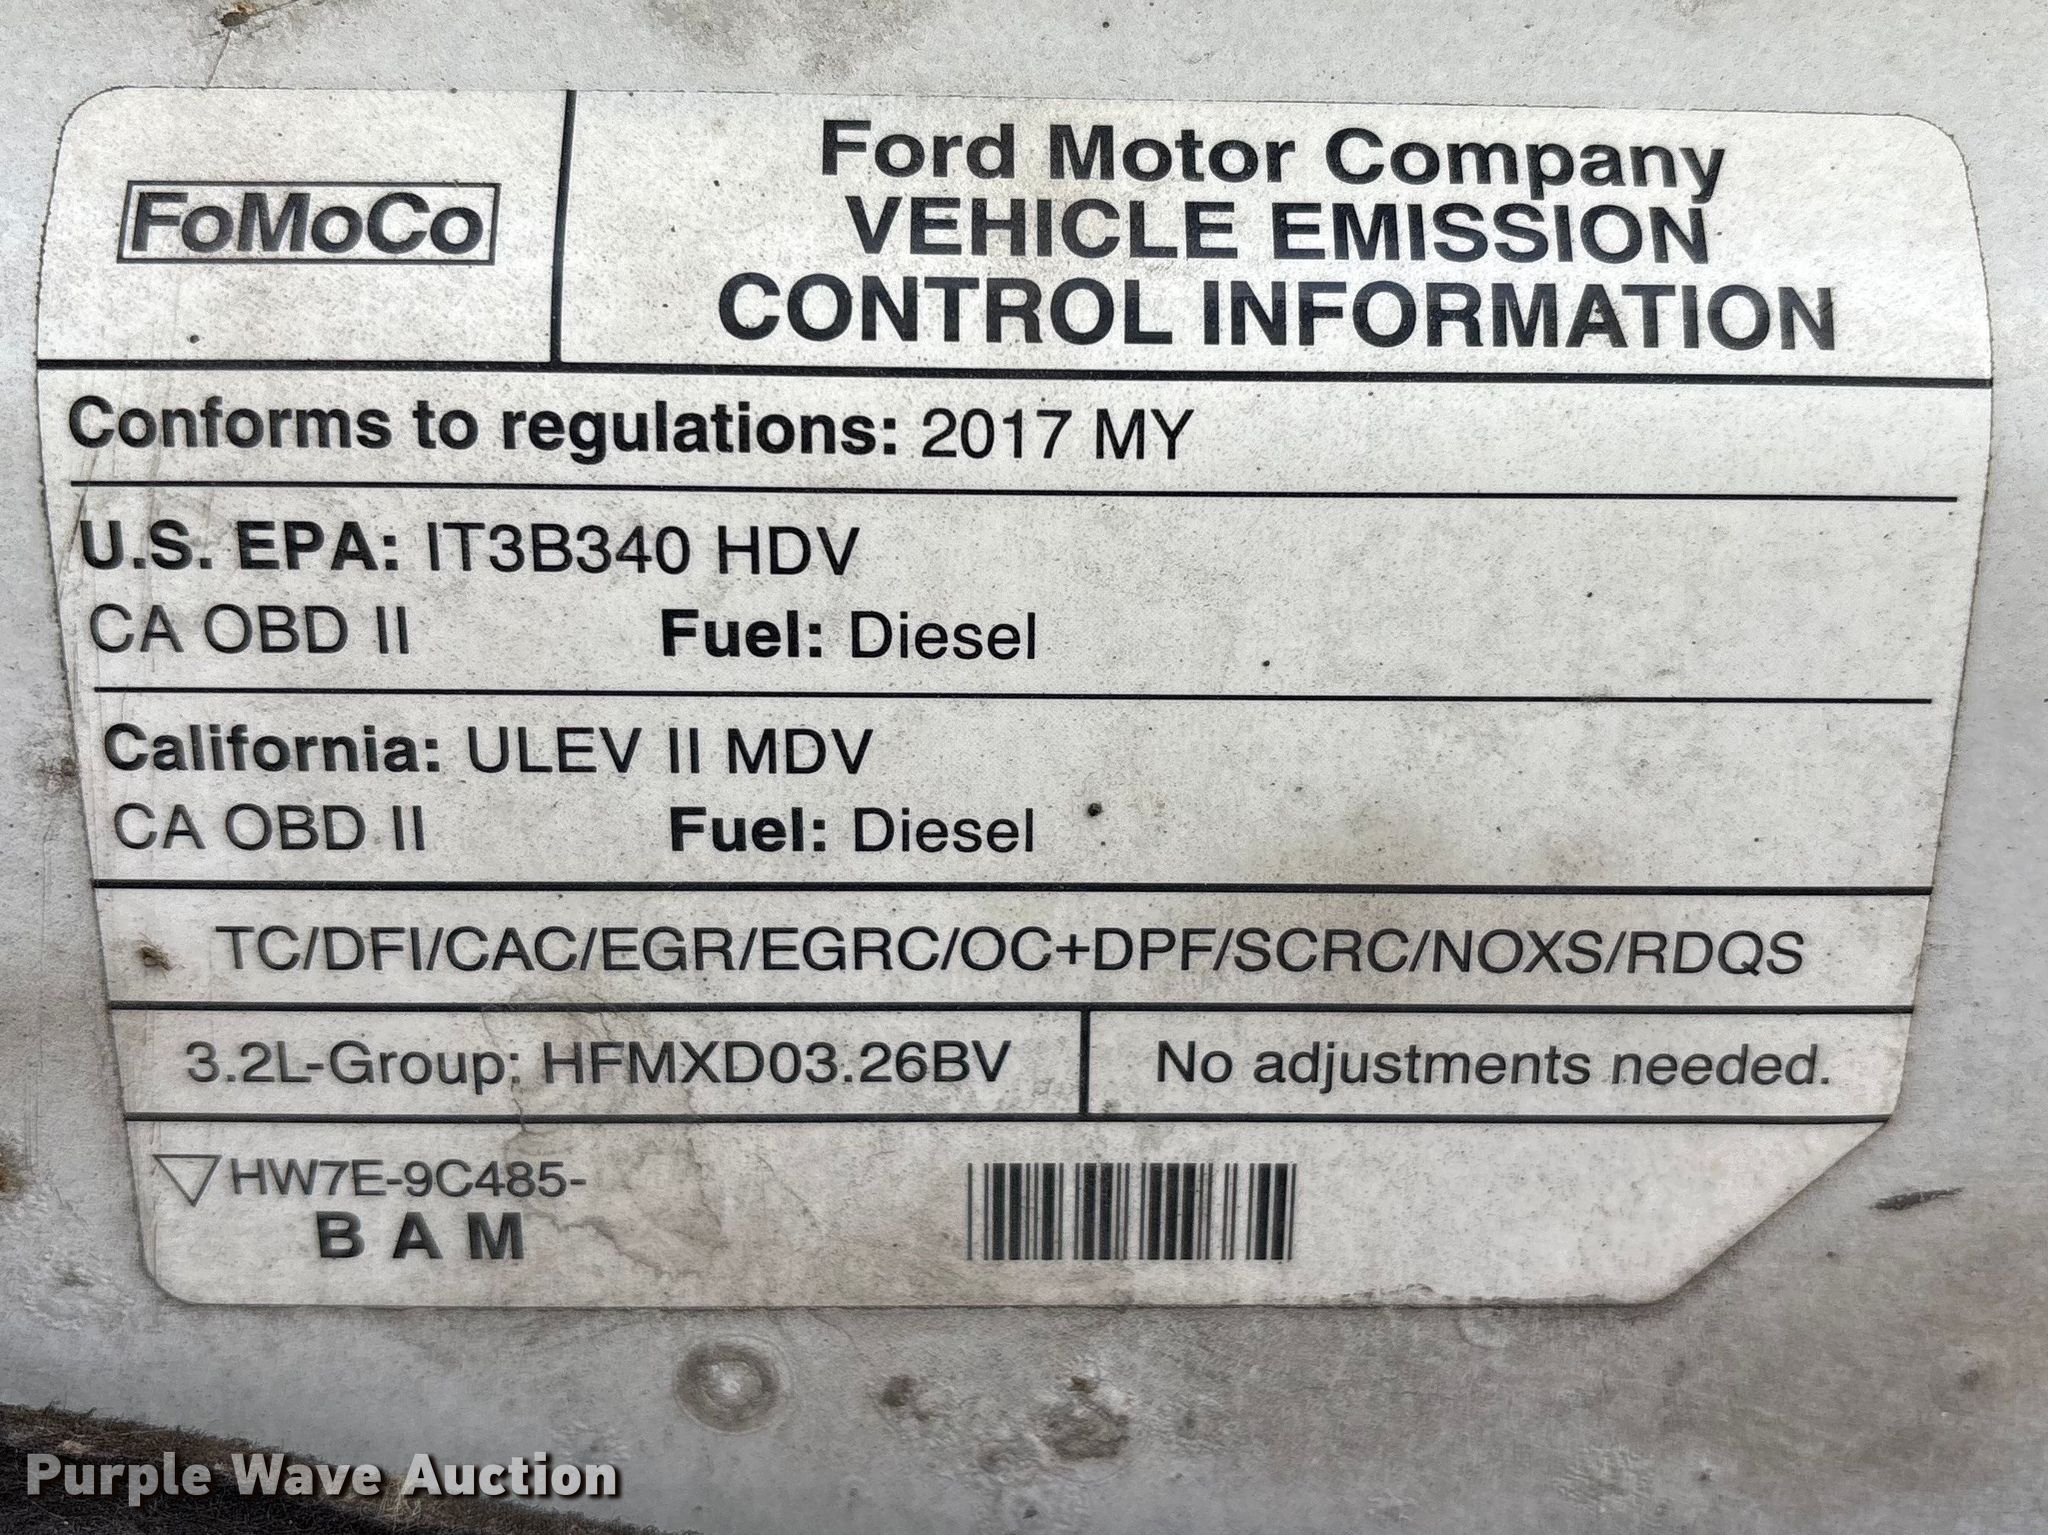 FoMoCo
Ford Motor Company
VEHICLE EMISSION
CONTROL INFORMATION
Conforms to regulations: 2017 MY
U.S. EPA: IT3B340 HDV
CA OBD II Fuel: Diesel
California: ULEV II MDV
CA OBD II Fuel: Diesel
TC/DFI/CAC/EGR/EGRC/OC+DPF/SCRC/NOXS/RDQS
3.2L-Group: HFMXD03.26BV
No adjustments needed.
HW7E-9C485-
B A M
Purple Wave Auction